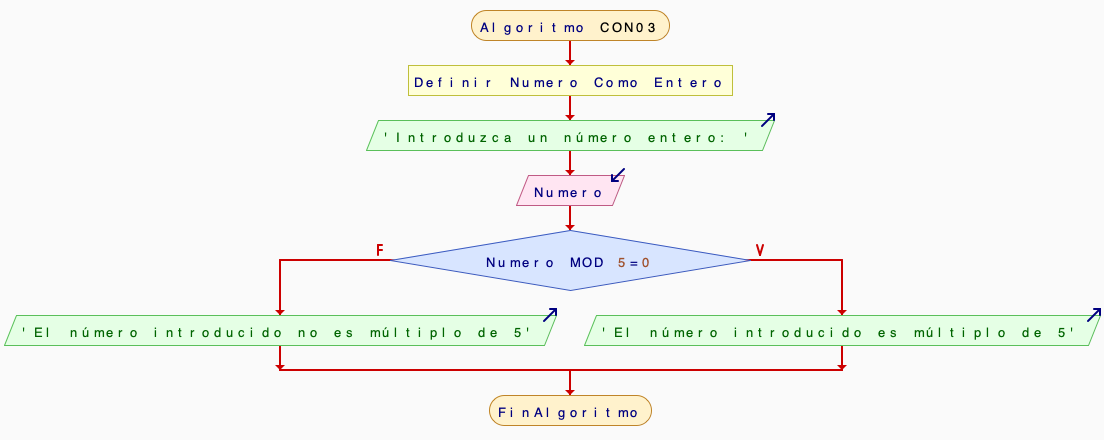 Algoritmo CON03
Definir Numero Como Entero
'Introduzca un número entero: '
Numero
F
V
Numero MOD 5=0
'El número introducido no es múltiplo de 5'
'El número introducido es múltiplo de 5'
FinAlgoritmo